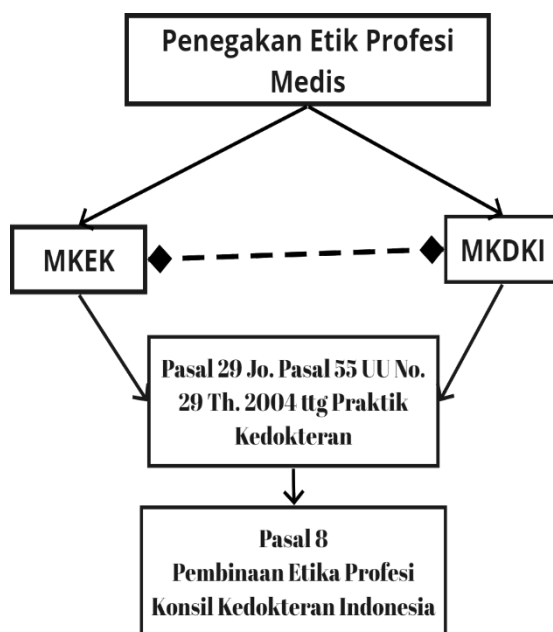 Penegakan Etik Profesi
Medis
MKEK
MKDKI
Pasal 29 Jo. Pasal 55 UU No.
29 Th. 2004 ttg Praktik
Kedokteran
Pasal 8
Pembinaan Etika Profesi
Konsil Kedokteran Indonesia